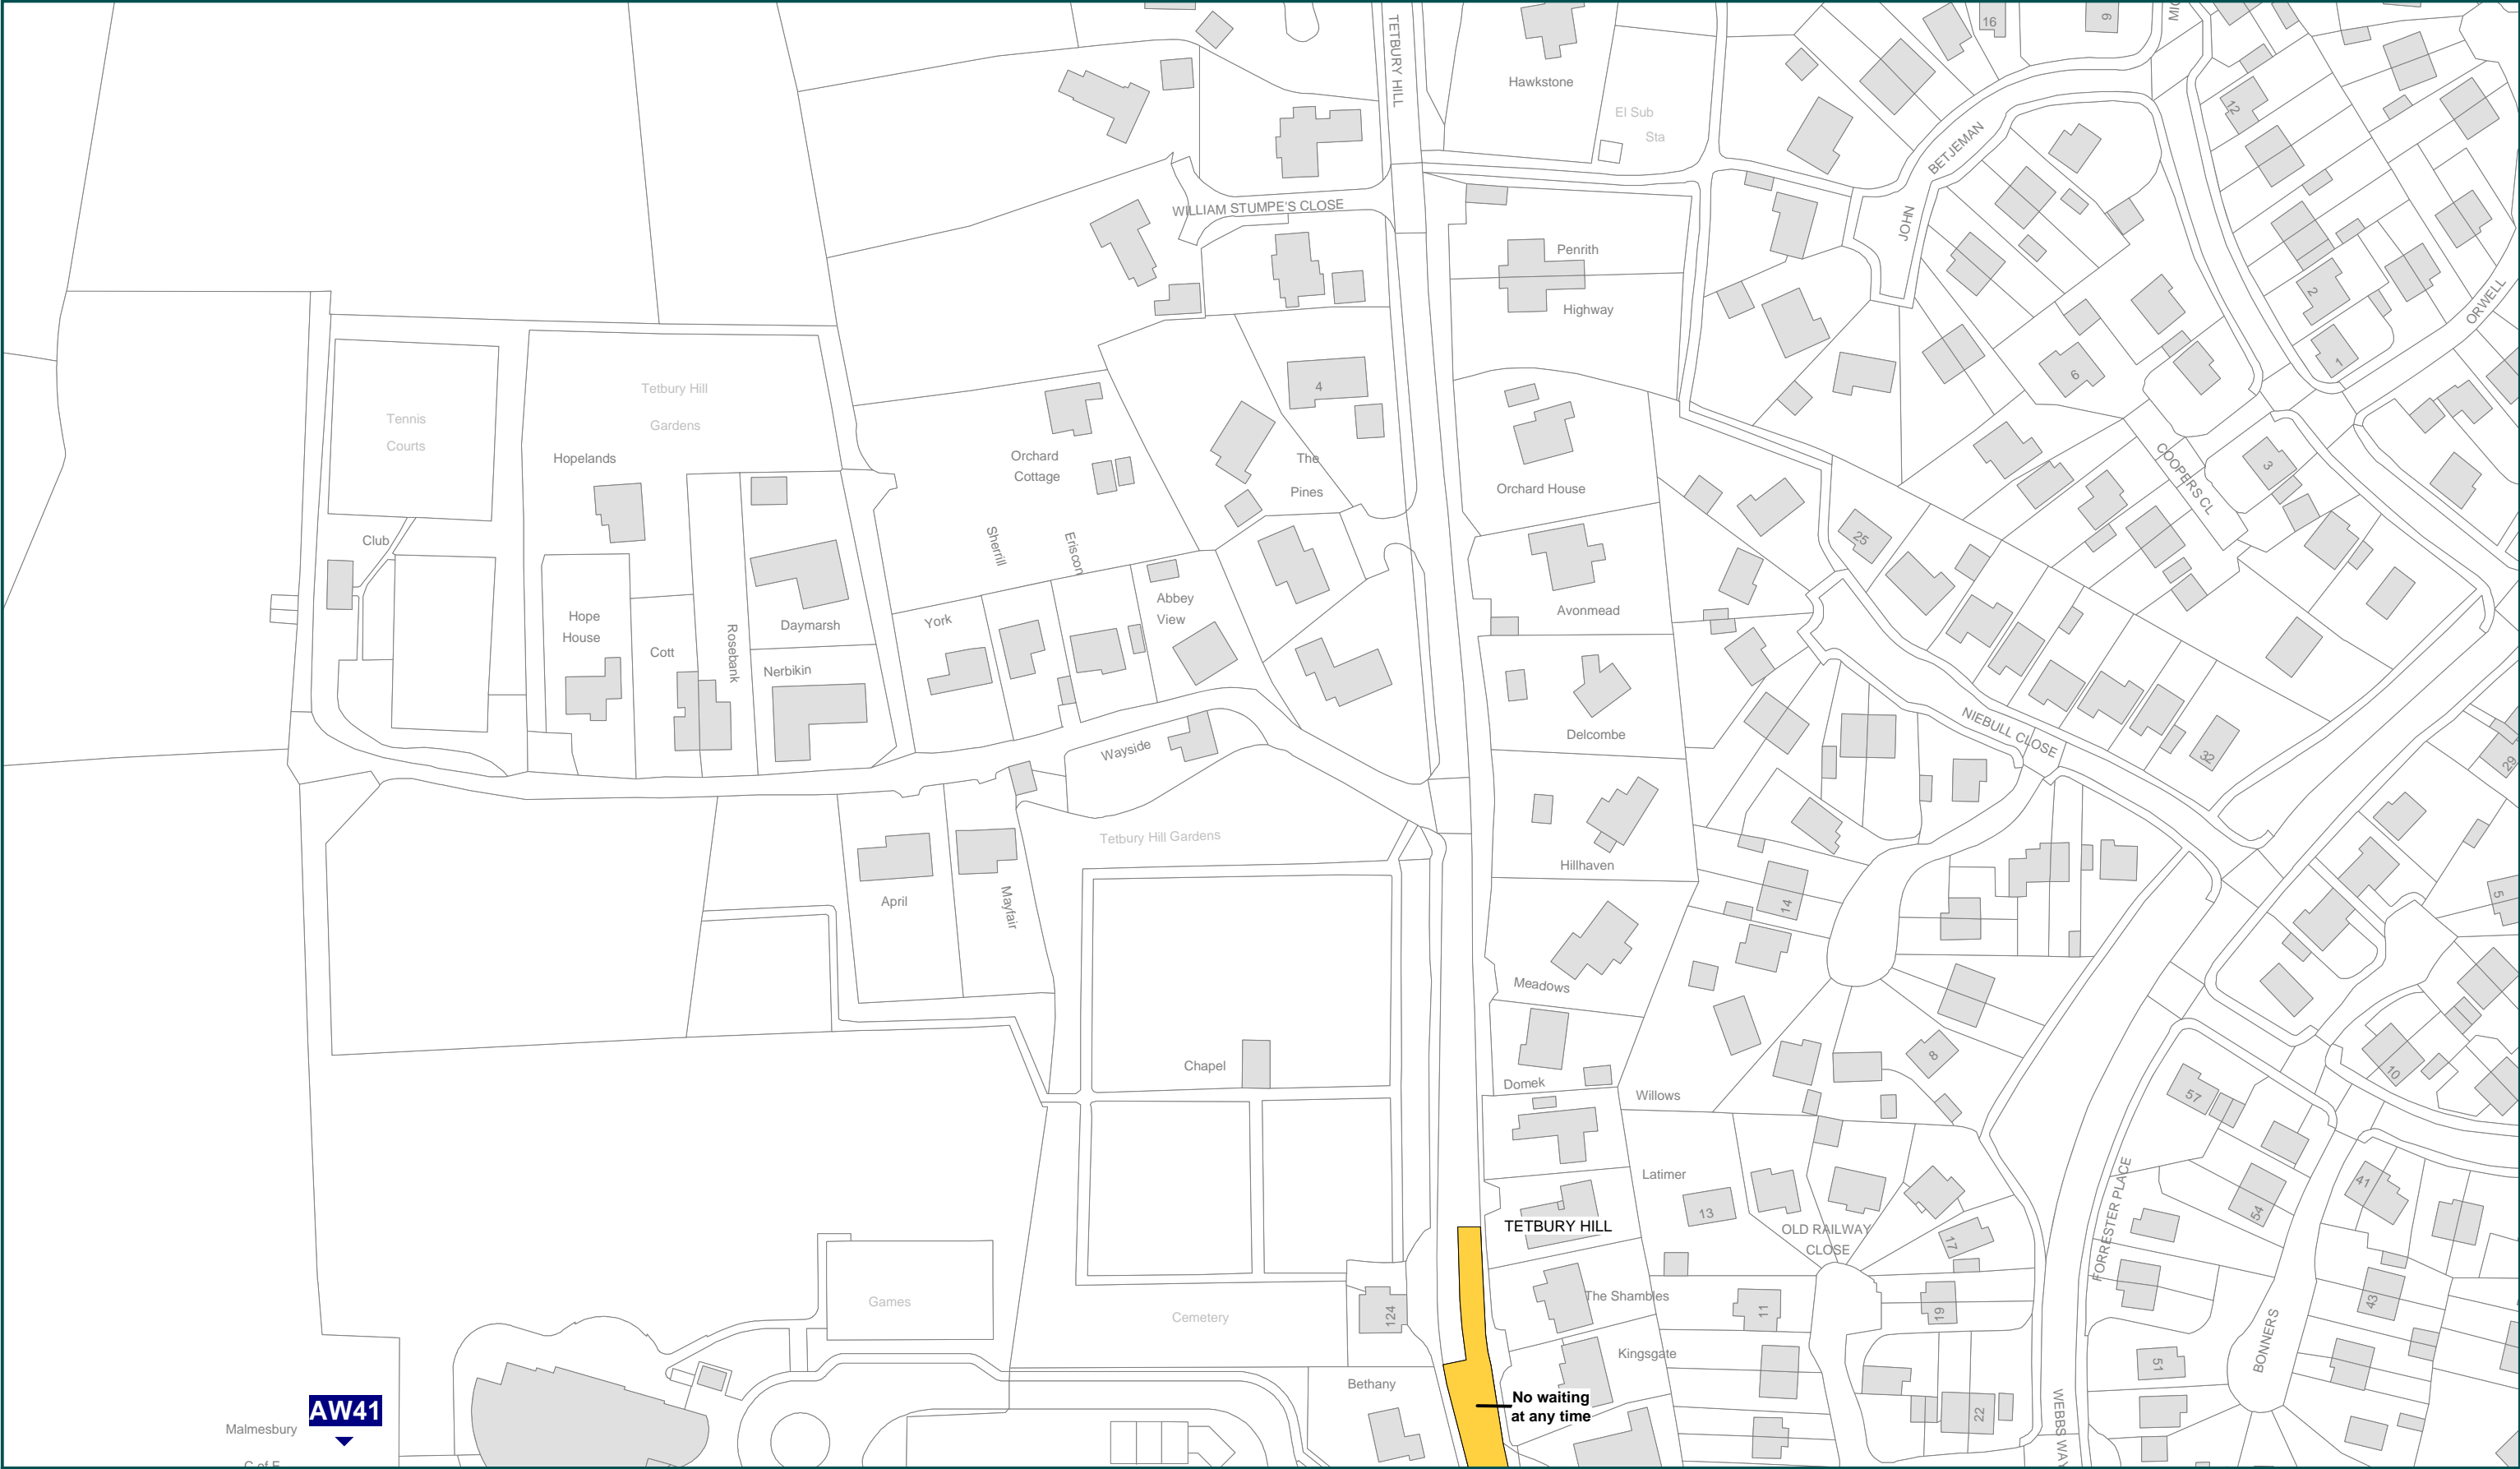 TETBURY HILL
Hawkstone
El Sub
Sta
16
9
MIC
12
BETJEMAN
JOHN
WILLIAM STUMPE'S CLOSE
Penrith
Highway
2
ORWELL
1
6
Tetbury Hill
Gardens
Tennis
Courts
Hopelands
4
Orchard
Cottage
The
Pines
Orchard House
COOPERS CL
3
25
Club
Sherrill
Eriscon
Abbey
View
Avonmead
Hope
House
Cott
Rosebank
Daymarsh
York
Nerbikin
Wayside
Delcombe
NIEBULL CLOSE
32
29
Tetbury Hill Gardens
Hillhaven
April
Mayfair
14
5
Meadows
Chapel
Domek
Willows
8
10
57
Latimer
13
OLD RAILWAY
CLOSE
17
FORRESTER PLACE
54
41
TETBURY HILL
Games
Cemetery
124
The Shambles
11
19
43
Kingsgate
Bethany
BONNERS
51
No waiting
at any time
22
WEBBS WAY
AW41
Malmesbury
C of E